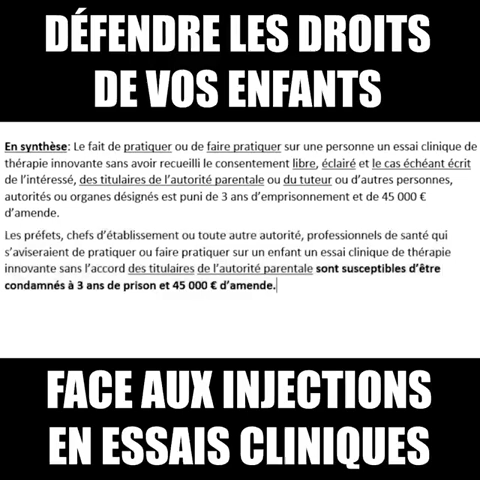 DÉFENDRE LES DROITS
DE VOS ENFANTS
En synthèse: Le fait de pratiquer ou de faire pratiquer sur une personne un essai clinique de
thérapie innovante sans avoir recueilli le consentement libre, éclairé et le cas échéant écrit
de l'intéressé, des titulaires de l'autorité parentale ou du tuteur ou d'autres personnes,
autorités ou organes désignés est puni de 3 ans d'emprisonnement et de 45 000 €
d'amende.
Les préfets, chefs d'établissement ou toute autre autorité, professionnels de santé qui
s'aviseraient de pratiquer ou faire pratiquer sur un enfant un essai clinique de thérapie
innovante sans l'accord des titulaires de l'autorité parentale sont susceptibles d'être
condamnés à 3 ans de prison et 45 000 € d'amende.
FACE AUX INJECTIONS
EN ESSAIS CLINIQUES